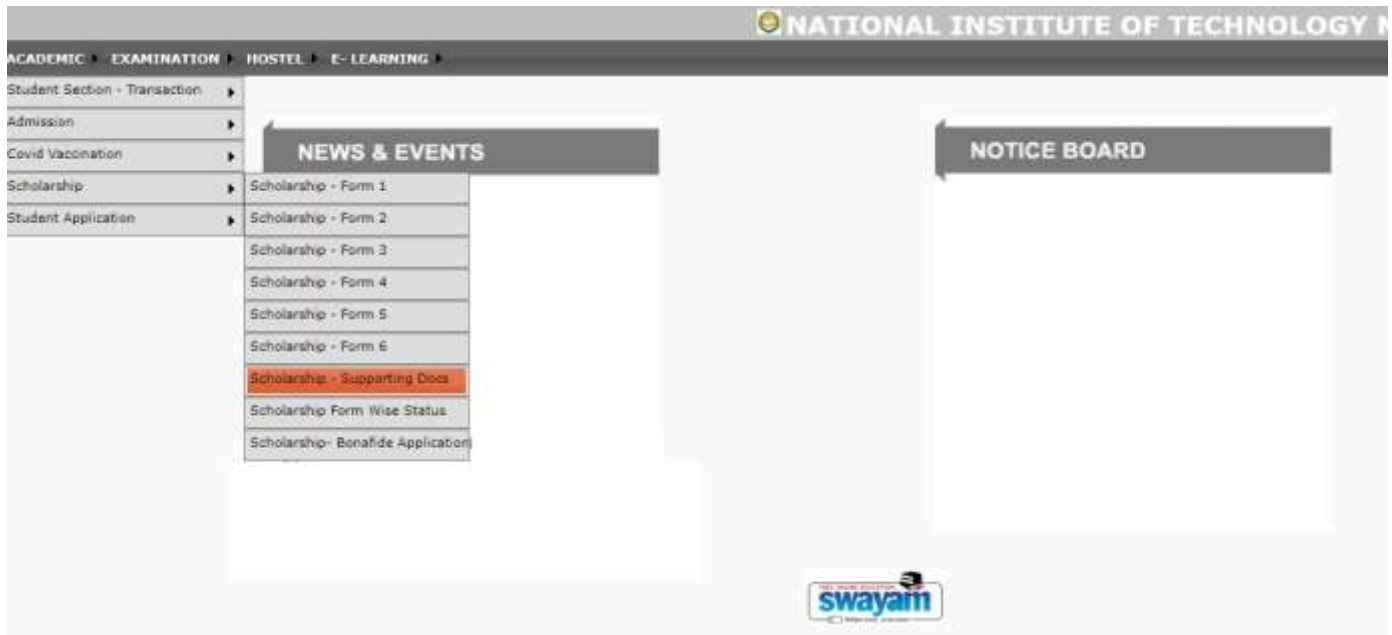 NATIONAL INSTITUTE OF TECHNOLOGY
ACADEMIC EXAMINATION HOSTEL E- LEARNING
Student Section - Transaction
Admission
Covid Vaccination
Scholarship
Student Application
NEWS & EVENTS
Scholarship - Form 1
Scholarship - Form 2
Scholarship - Form 3
Scholarship - Form 4
Scholarship - Form 5
Scholarship - Form 6
Scholarship - Supporting Docs
Scholarship Form Wise Status
Scholarship- Bonafide Application
NOTICE BOARD
swayam